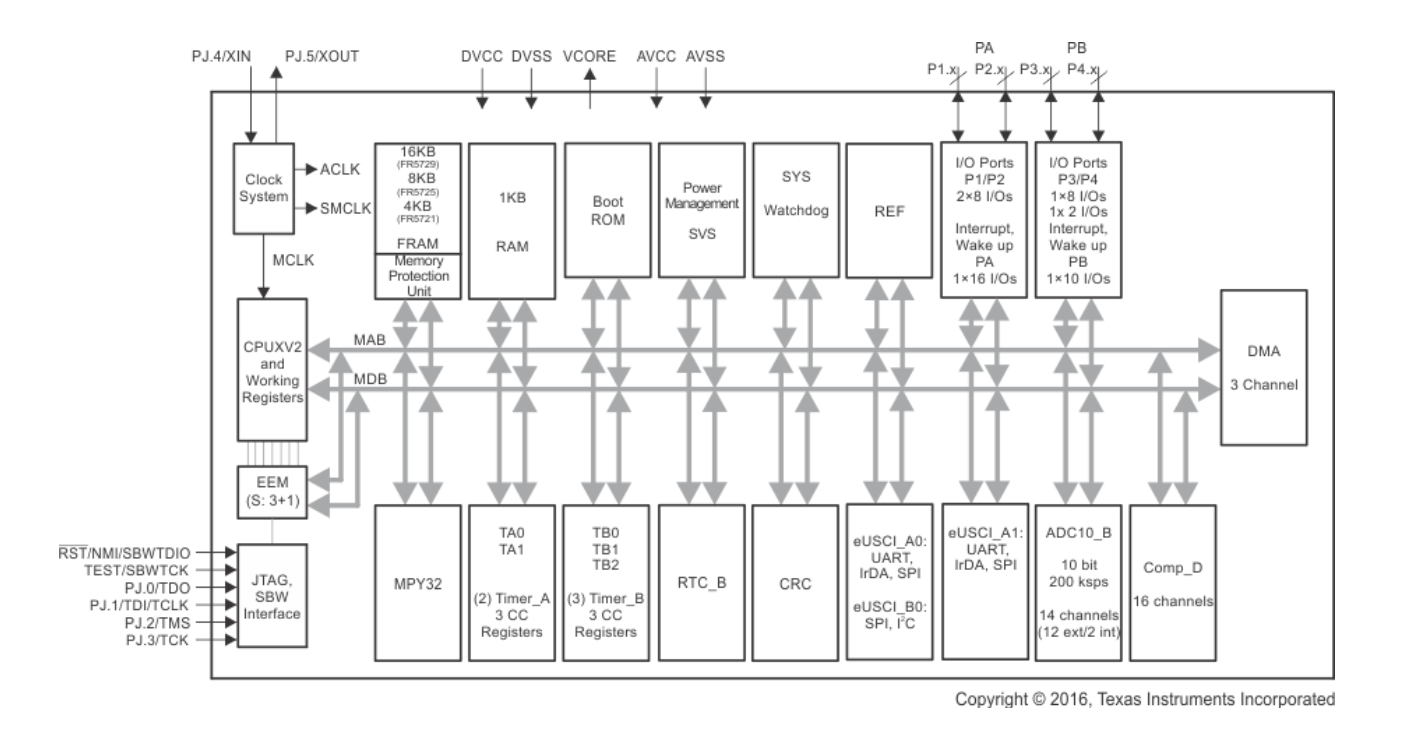 PJ.4/XIN
PJ.5/XOUT
DVCC
DVSS
VCORE
AVCC
AVSS
PA
PB
P1.x
P2.x
P3.x
P4.x
Clock
System
ACLK
SMCLK
MCLK
16KB
(FR5729)
8KB
(FR5725)
4KB
(FR5721)
FRAM
Memory
Protection
Unit
1KB
RAM
Boot
ROM
Power
Management
SVS
SYS
Watchdog
REF
I/O Ports
P1/P2
2×8 I/Os
Interrupt,
Wake up
PA
1×16 I/Os
I/O Ports
P3/P4
1×8 I/Os
1x 2 I/Os
Interrupt,
Wake up
PB
1×10 I/Os
CPUXV2
and
Working
Registers
MAB
MDB
DMA
3 Channel
EEM
(S: 3+1)
RST/NMI/SBWTDIO
TEST/SBWTCK
PJ.0/TDO
PJ.1/TDI/TCLK
PJ.2/TMS
PJ.3/TCK
JTAG,
SBW
Interface
MPY32
TA0
TA1
(2) Timer_A
3 CC
Registers
TB0
TB1
TB2
(3) Timer_B
3 CC
Registers
RTC_B
CRC
eUSCI_A0:
UART,
IrDA, SPI
eUSCI_B0:
SPI, I²C
eUSCI_A1:
UART,
IrDA, SPI
ADC10_B
10 bit
200 ksps
14 channels
(12 ext/2 int)
Comp_D
16 channels
Copyright © 2016, Texas Instruments Incorporated